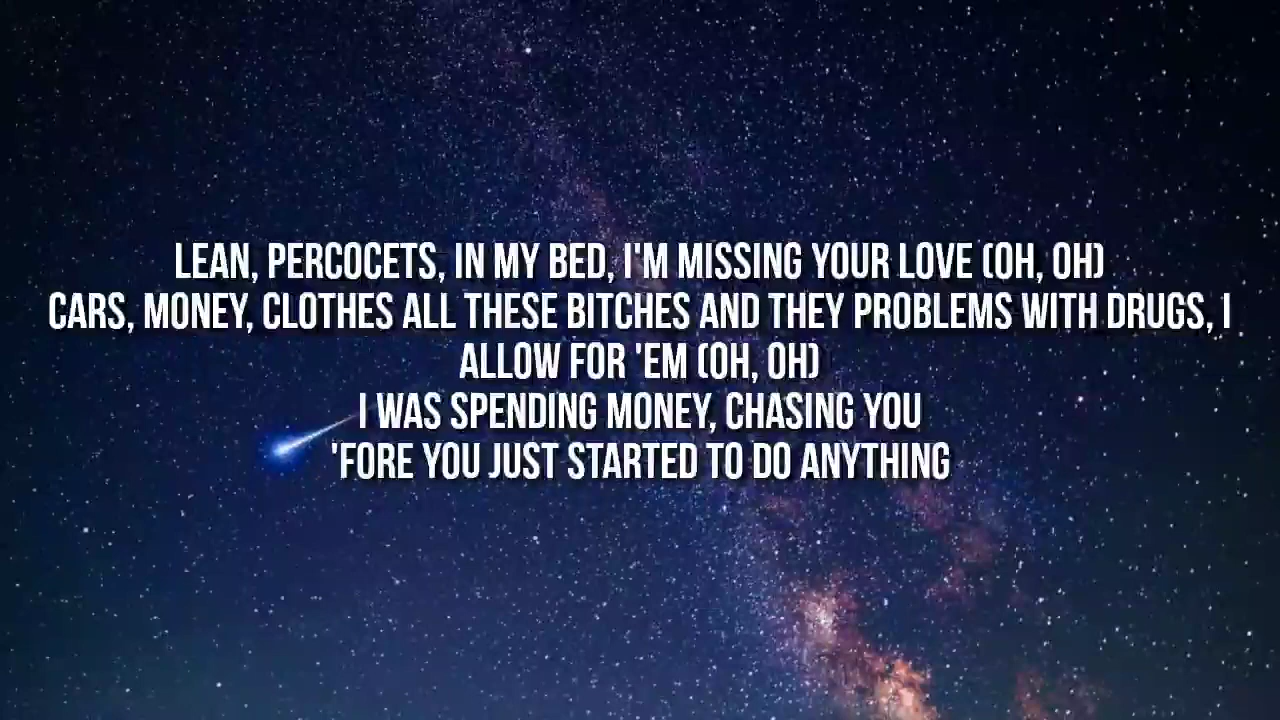 LEAN, PERCOCETS, IN MY BED, I'M MISSING YOUR LOVE (OH, OH)
CARS, MONEY, CLOTHES ALL THESE BITCHES AND THEY PROBLEMS WITH DRUGS, I
ALLOW FOR 'EM (OH, OH)
I WAS SPENDING MONEY, CHASING YOU
'FORE YOU JUST STARTED TO DO ANYTHING